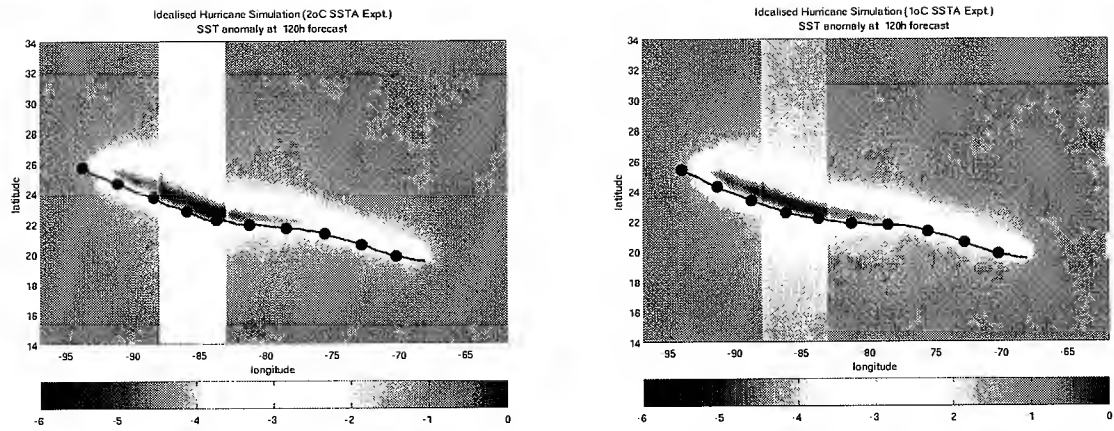 Idealised Hurricane Simulation (2oC SSTA Expt.)
SST anomaly at 120h forecast
34
32
30
28
26
24
22
20
18
16
14
latitude
-95 -90 -85 -80 -75 -70 -65
longitude
-6 -5 -4 -3 -2 -1 0
Idealised Hurricane Simulation (1oC SSTA Expt.)
SST anomaly at 120h forecast
34
32
30
28
26
24
22
20
18
16
14
latitude
-95 -90 -85 -80 -75 -70 -65
longitude
-6 -5 -4 -3 2 -1 0